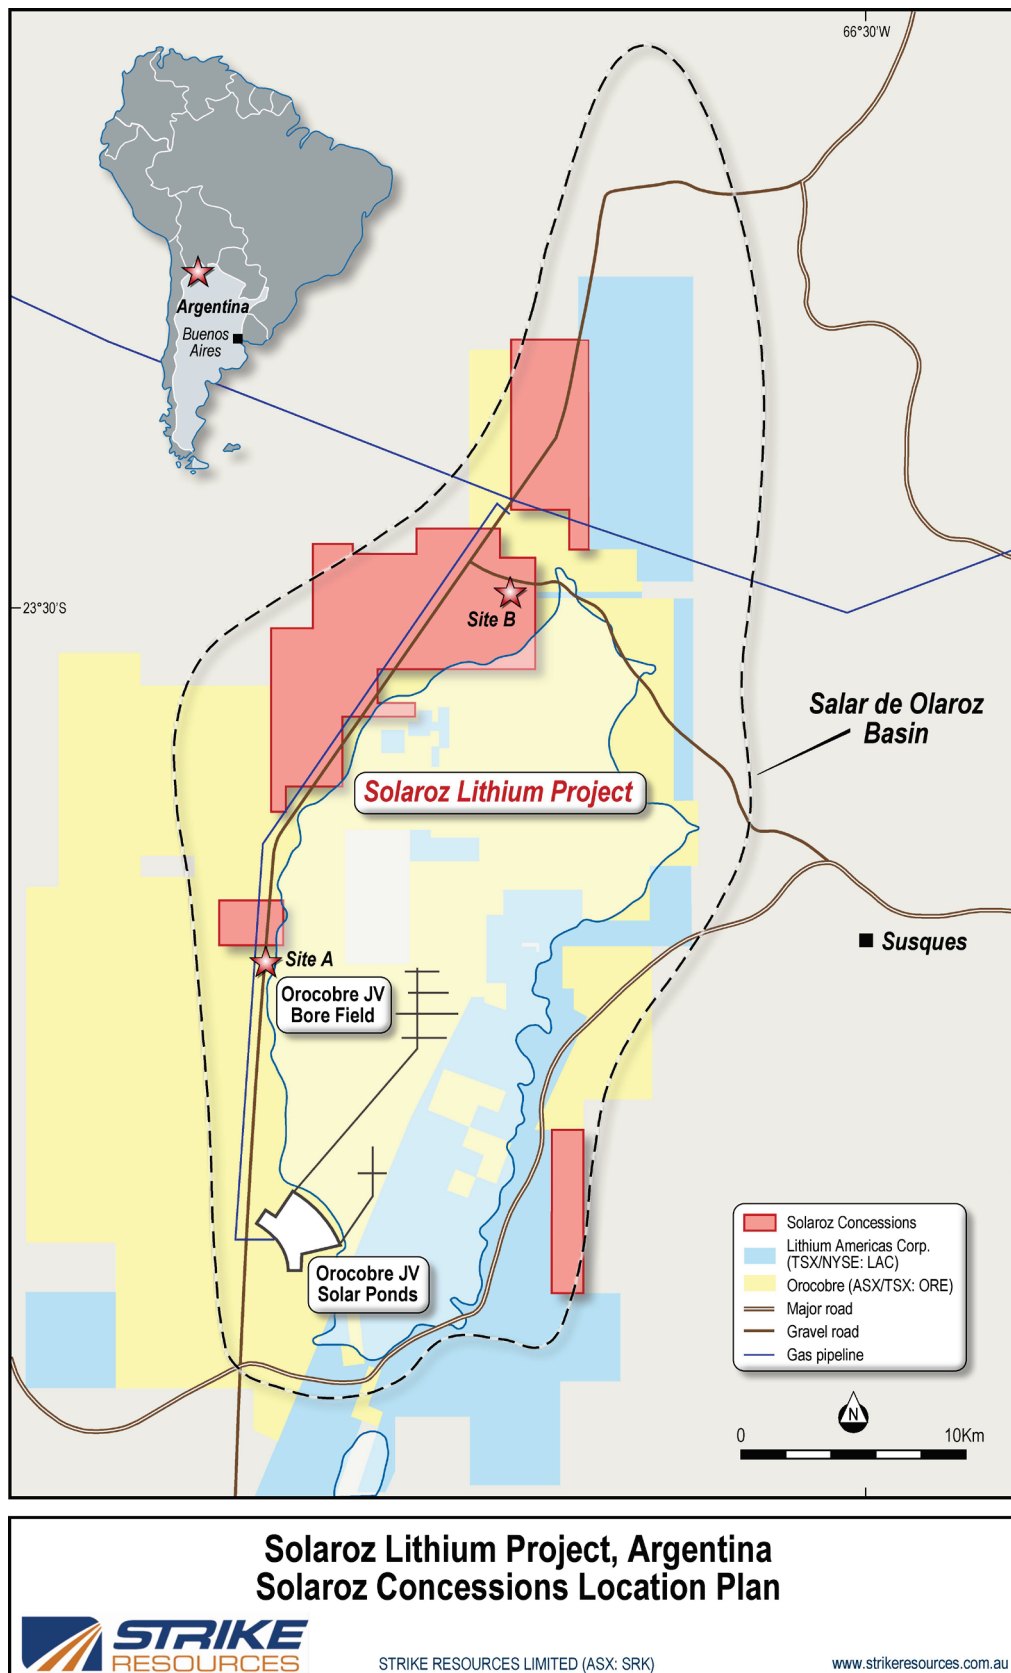 66°30'W
Argentina
Buenos
Aires
23°30'S
Site B
Salar de Olaroz
Basin
Solaroz Lithium Project
Susques
Site A
Orocobre JV
Bore Field
Orocobre JV
Solar Ponds
Solaroz Concessions
Lithium Americas Corp.
(TSX/NYSE: LAC)
Orocobre (ASX/TSX: ORE)
Major road
Gravel road
Gas pipeline
N
0 10Km
Solaroz Lithium Project, Argentina
Solaroz Concessions Location Plan
STRIKE
RESOURCES
STRIKE RESOURCES LIMITED (ASX: SRK)
www.strikeresources.com.au